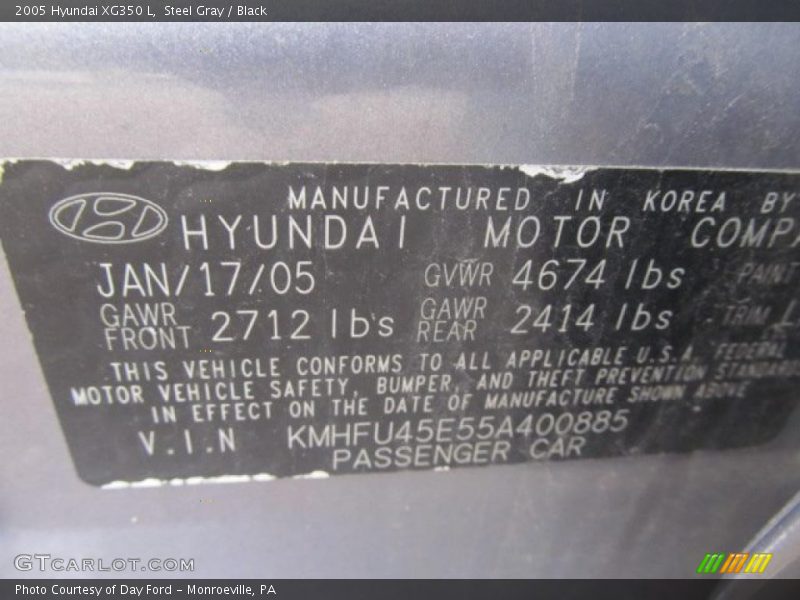 2005 Hyundai XG350 L, Steel Gray / Black
MANUFACTURED IN KOREA BY
HYUNDAI MOTOR COMPA
JAN/17/05 GVWR 4674 lbs PAINT
GAWR FRONT 2712 lbs GAWR REAR 2414 lbs TRIM L
THIS VEHICLE CONFORMS TO ALL APPLICABLE U.S.A. FEDERAL
MOTOR VEHICLE SAFETY, BUMPER, AND THEFT PREVENTION STANDARDS
IN EFFECT ON THE DATE OF MANUFACTURE SHOWN ABOVE
V.I.N KMHFU45E55A400885
PASSENGER CAR
GTCARLOT.COM
Photo Courtesy of Day Ford - Monroeville, PA